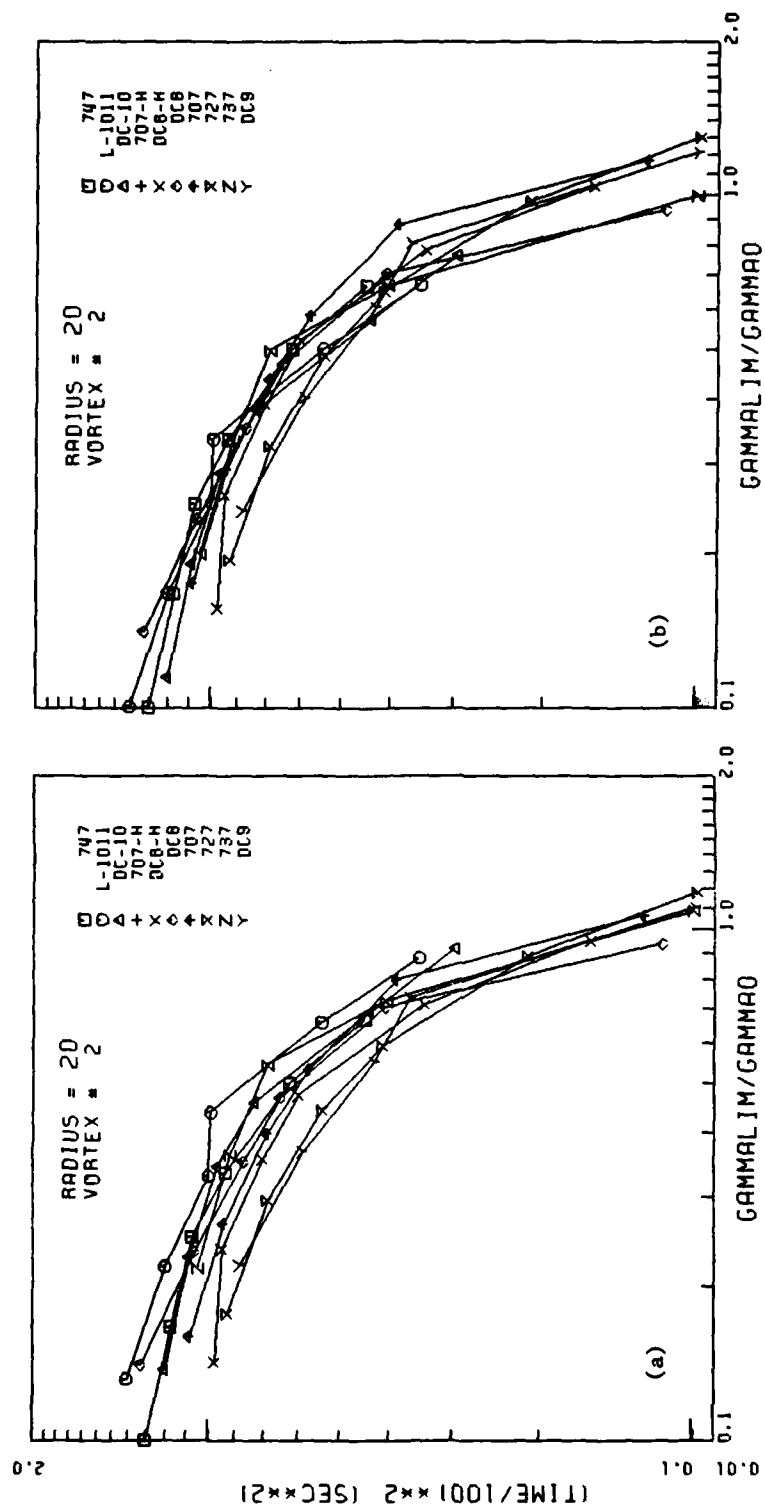 RADIUS = 20
VORTEX # 2
747
L-1011
DC-10
707-H
DC8-H
DC8
707
727
737
DC9
(a)
2.0
0.1
0.01
(TIME/100)**2 (SEC**2)
0.1
1.0
2.0
GAMMALIM/GAMMAO
RADIUS = 20
VORTEX # 2
747
L-1011
DC-10
707-H
DC8-H
DC8
707
727
737
DC9
(b)
0.1
1.0
2.0
GAMMALIM/GAMMAO